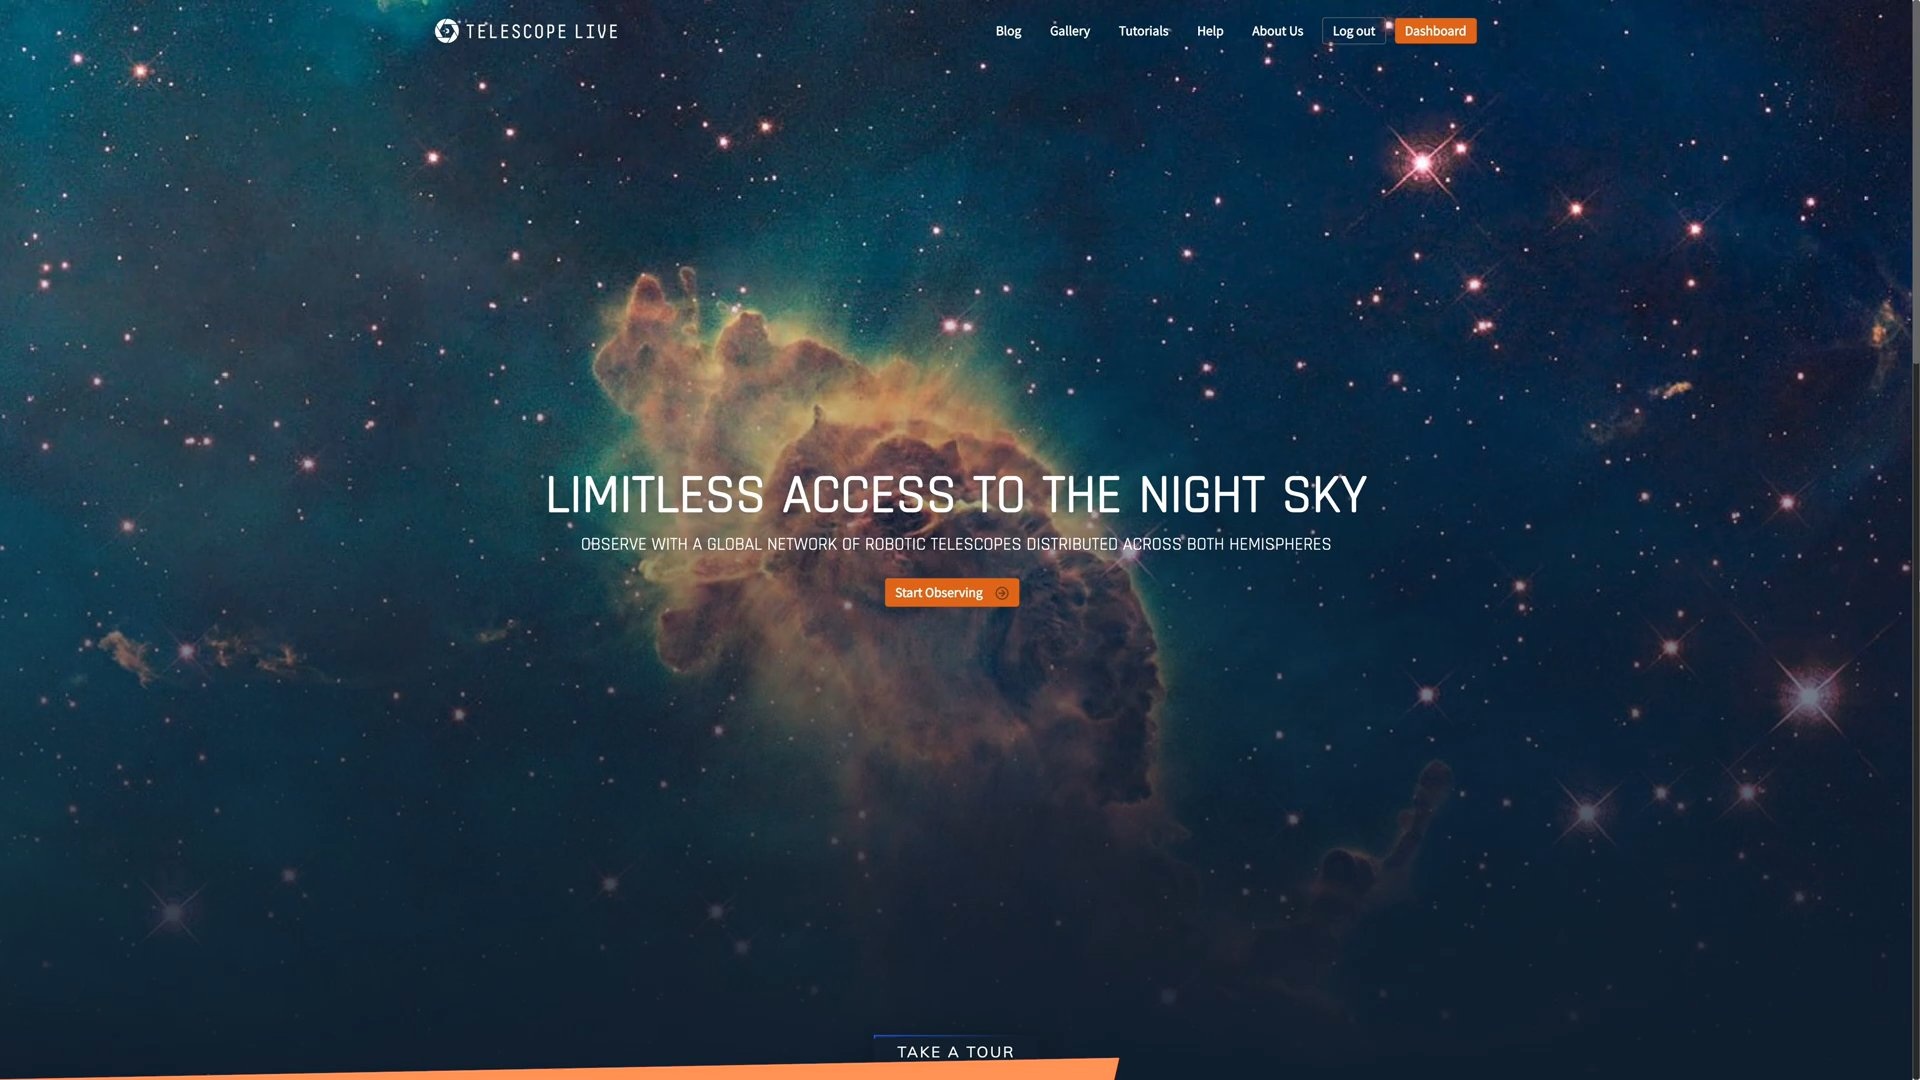 TELESCOPE LIVE
Blog Gallery Tutorials Help About Us Log out Dashboard
LIMITLESS ACCESS TO THE NIGHT SKY
OBSERVE WITH A GLOBAL NETWORK OF ROBOTIC TELESCOPES DISTRIBUTED ACROSS BOTH HEMISPHERES
Start Observing
TAKE A TOUR